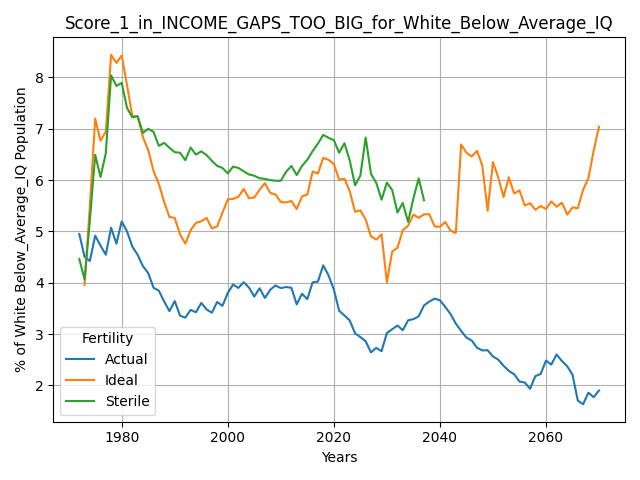 Score_1_in_INCOME_GAPS_TOO_BIG_for_White_Below_Average_IQ
% of White Below_Average_IQ Population
8
7
6
5
4
3
2
Fertility
Actual
Ideal
Sterile
1980
2000
2020
2040
2060
Years